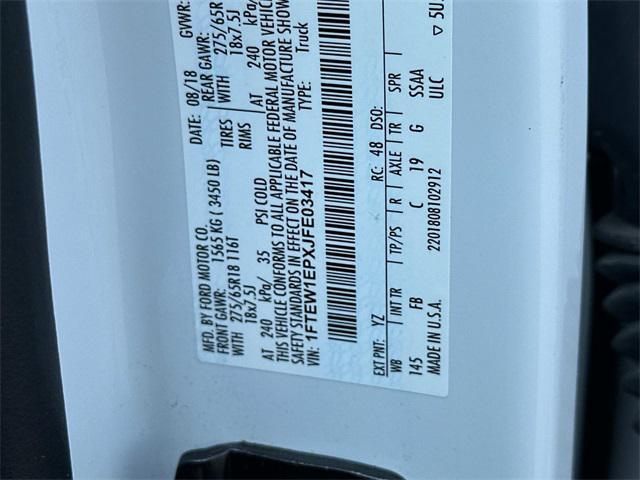 MFD. BY FORD MOTOR CO. DATE: 08/18 GVWR:
FRONT GAWR: 1565 KG ( 3450 LB) REAR GAWR:
WITH 275/65R18 116T TIRES WITH 275/65R
18x7.5J RIMS 18x7.5J
AT 240 kPa/ 35 PSI COLD AT 240 kPa
THIS VEHICLE CONFORMS TO ALL APPLICABLE FEDERAL MOTOR VEHICLE
SAFETY STANDARDS IN EFFECT ON THE DATE OF MANUFACTURE SHOW
VIN: 1FTEW1EPXJFE03417 TYPE: Truck
EXT PNT: YZ RC: 48 DSO:
WB INT TR TP/PS R AXLE TR SPR
145 FB C 19 G SSAA
MADE IN U.S.A. 2201808102912 ULC
▽ 5U.